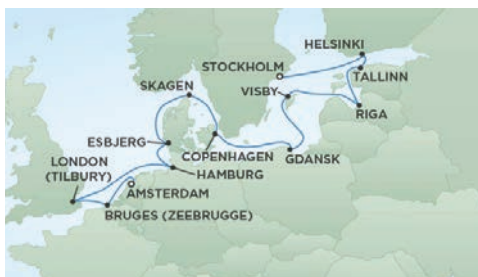 HELSINKI
STOCKHOLM
TALLINN
SKAGEN
VISBY
RIGA
ESBJERG
COPENHAGEN
GDANSK
LONDON
(TILBURY)
HAMBURG
AMSTERDAM
BRUGES (ZEEBRUGGE)